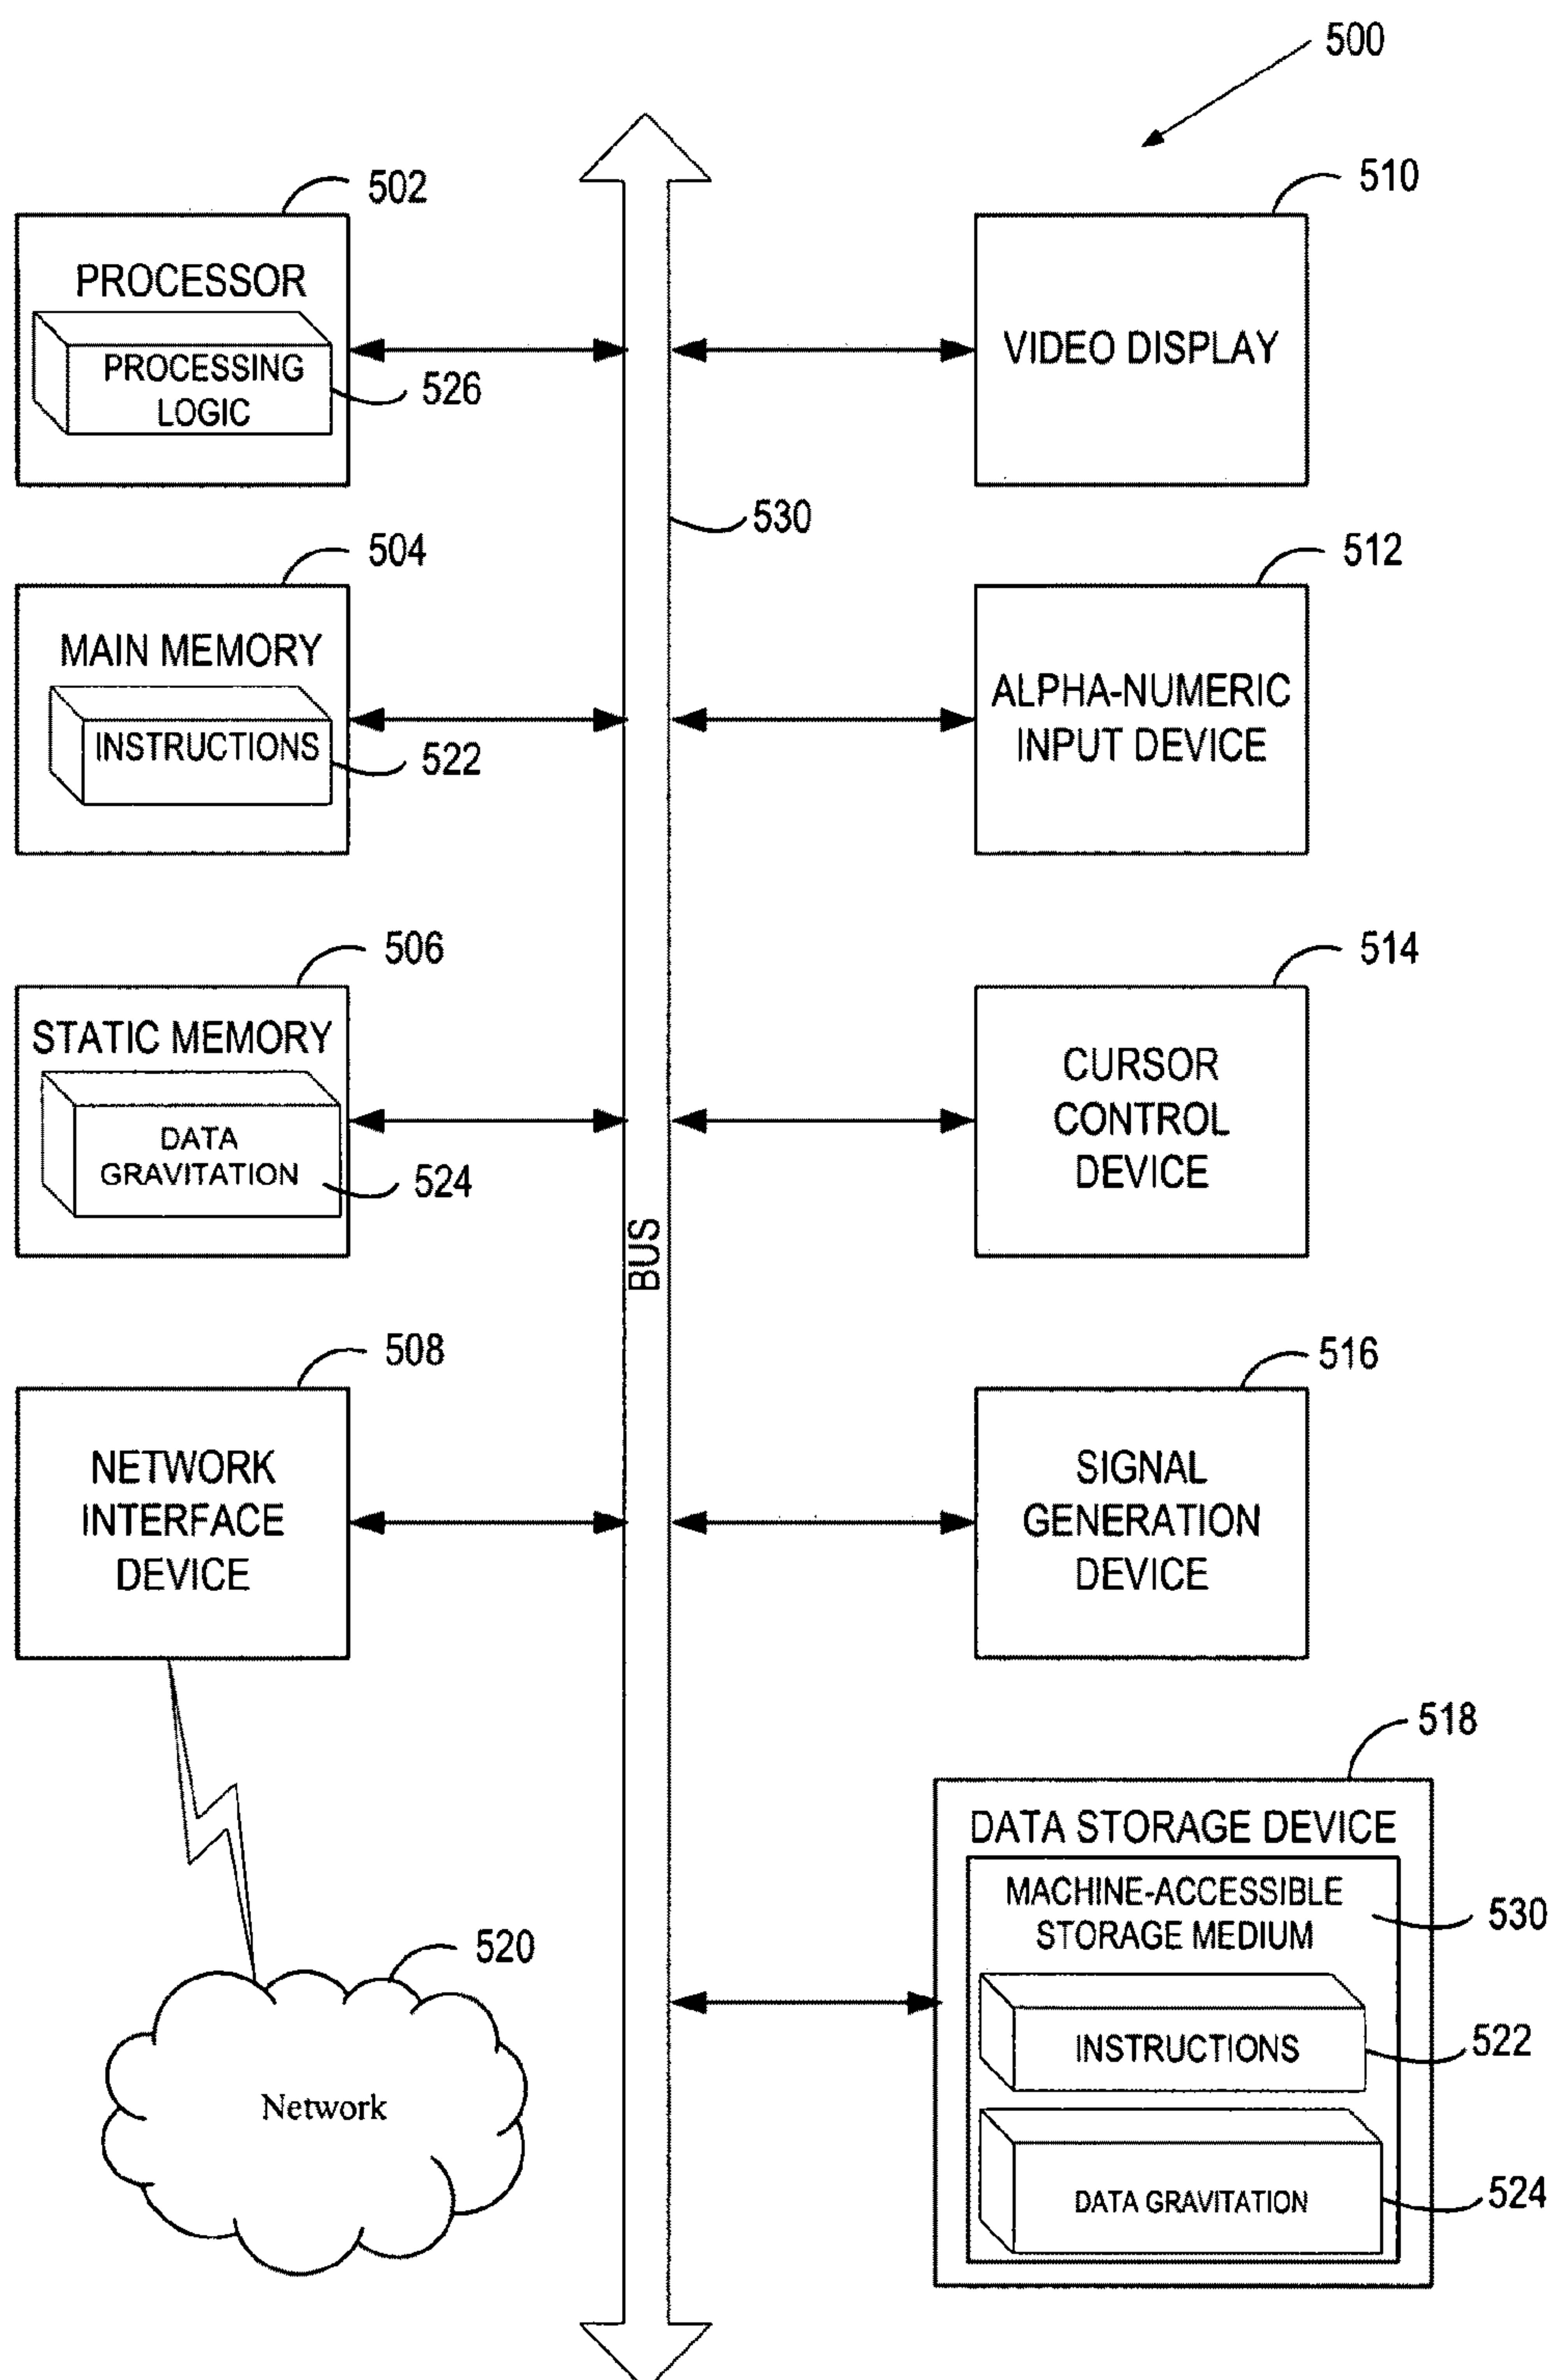 500
502
PROCESSOR
PROCESSING
LOGIC
526
510
VIDEO DISPLAY
530
504
MAIN MEMORY
INSTRUCTIONS
522
512
ALPHA-NUMERIC
INPUT DEVICE
506
STATIC MEMORY
DATA
GRAVITATION
524
514
CURSOR
CONTROL
DEVICE
BUS
508
NETWORK
INTERFACE
DEVICE
516
SIGNAL
GENERATION
DEVICE
520
Network
518
DATA STORAGE DEVICE
MACHINE-ACCESSIBLE
STORAGE MEDIUM
530
INSTRUCTIONS
522
DATA GRAVITATION
524